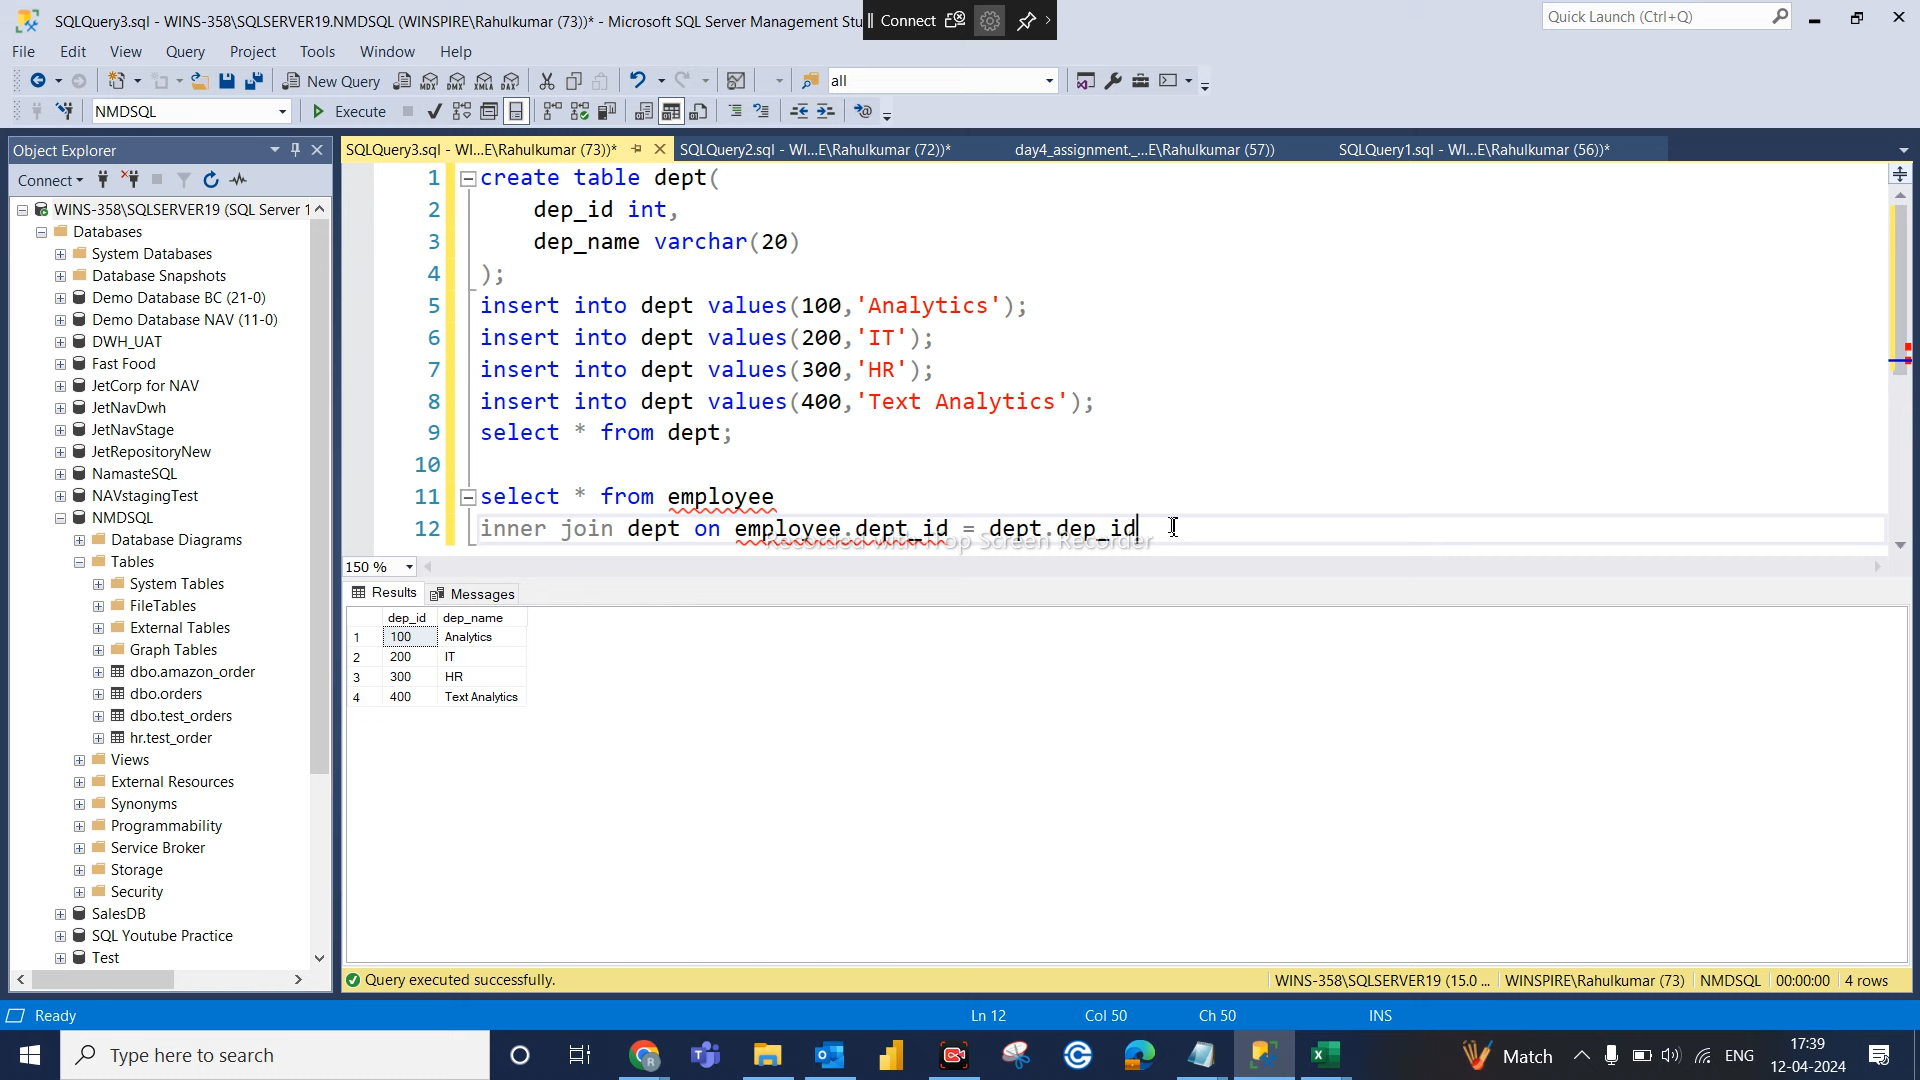 SQLQuery3.sql - WINS-358\SQLSERVER19.NMDSQL (WINSPIRE\Rahulkumar (73))* - Microsoft SQL Server Management Stu
Connect
Quick Launch (Ctrl+Q)
File Edit View Query Project Tools Window Help
New Query
MDX DMX XMLA DAX
all
NMDSQL
Execute
Object Explorer
SQLQuery3.sql - WI...E\Rahulkumar (73))*
SQLQuery2.sql - WI...E\Rahulkumar (72))*
day4_assignment._...E\Rahulkumar (57))
SQLQuery1.sql - WI...E\Rahulkumar (56))*
Connect
WINS-358\SQLSERVER19 (SQL Server 1
Databases
System Databases
Database Snapshots
Demo Database BC (21-0)
Demo Database NAV (11-0)
DWH_UAT
Fast Food
JetCorp for NAV
JetNavDwh
JetNavStage
JetRepositoryNew
NamasteSQL
NAVstagingTest
NMDSQL
Database Diagrams
Tables
System Tables
FileTables
External Tables
Graph Tables
dbo.amazon_order
dbo.orders
dbo.test_orders
hr.test_order
Views
External Resources
Synonyms
Programmability
Service Broker
Storage
Security
SalesDB
SQL Youtube Practice
Test
1 create table dept(
2 dep_id int,
3 dep_name varchar(20)
4 );
5 insert into dept values(100,'Analytics');
6 insert into dept values(200,'IT');
7 insert into dept values(300,'HR');
8 insert into dept values(400,'Text Analytics');
9 select * from dept;
10
11 select * from employee
12 inner join dept on employee.dept_id = dept.dep_id
Recorded with iTop Screen Recorder
150 %
Results Messages
dep_id dep_name
1 100 Analytics
2 200 IT
3 300 HR
4 400 Text Analytics
Query executed successfully.
WINS-358\SQLSERVER19 (15.0 ... WINSPIRE\Rahulkumar (73) NMDSQL 00:00:00 4 rows
Ready
Ln 12 Col 50 Ch 50 INS
Type here to search
Match
ENG
17:39
12-04-2024